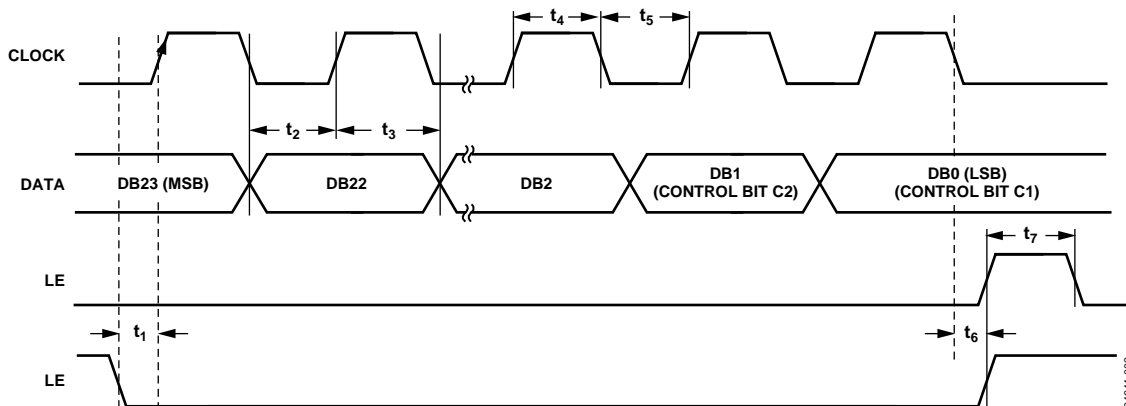 t4
t5
CLOCK
t2
t3
DATA
DB23 (MSB)
DB22
DB2
DB1
(CONTROL BIT C2)
DB0 (LSB)
(CONTROL BIT C1)
t7
LE
t1
t6
LE